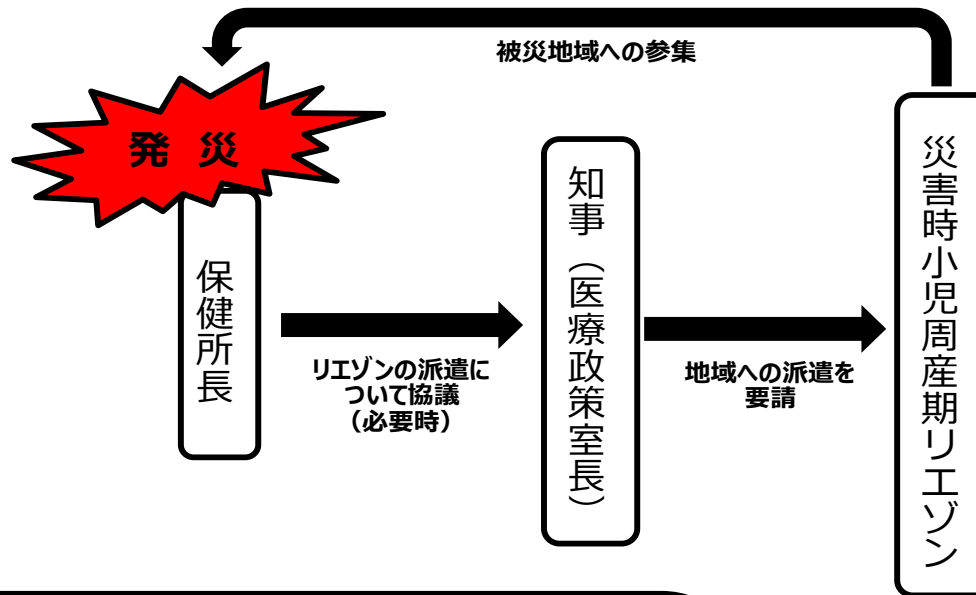 被災地域への参集
発 災
保健所長
リエゾンの派遣に
ついて協議
（必要時）
知事（医療政策室長）
地域への派遣を
要請
災害時小児周産期リエゾン